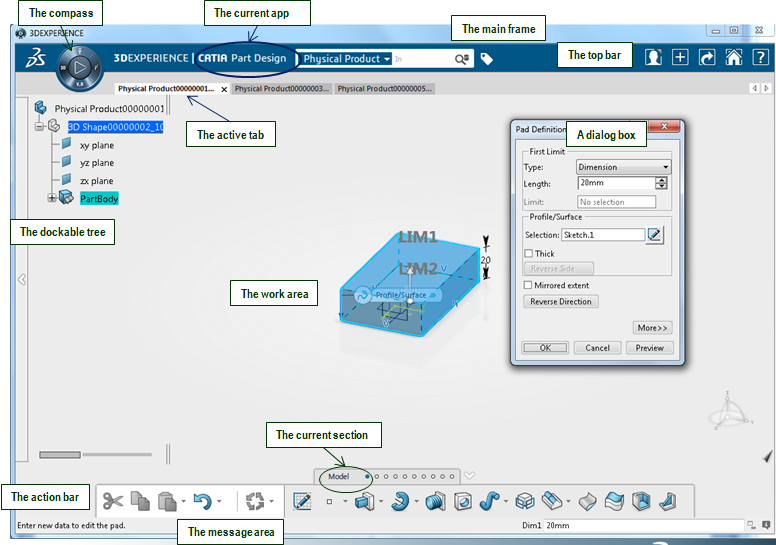 The compass
The current app
The main frame
3DEXPERIENCE
3DEXPERIENCE | CATIA Part Design
Physical Product
In
The top bar
Physical Product00000001...
Physical Product00000003...
Physical Product00000005...
The active tab
Physical Product000000001
3D Shape00000002_10
xy plane
yz plane
zx plane
PartBody
The dockable tree
The work area
LIM1
LIM2
20
Profile/Surface
V
Pad Definition
A dialog box
First Limit
Type: Dimension
Length: 20mm
Limit: No selection
Profile/Surface
Selection: Sketch.1
Thick
Reverse Side
Mirrored extent
Reverse Direction
More>>
OK Cancel Preview
The current section
Model
The action bar
Enter new data to edit the pad.
The message area
Dim1 20mm